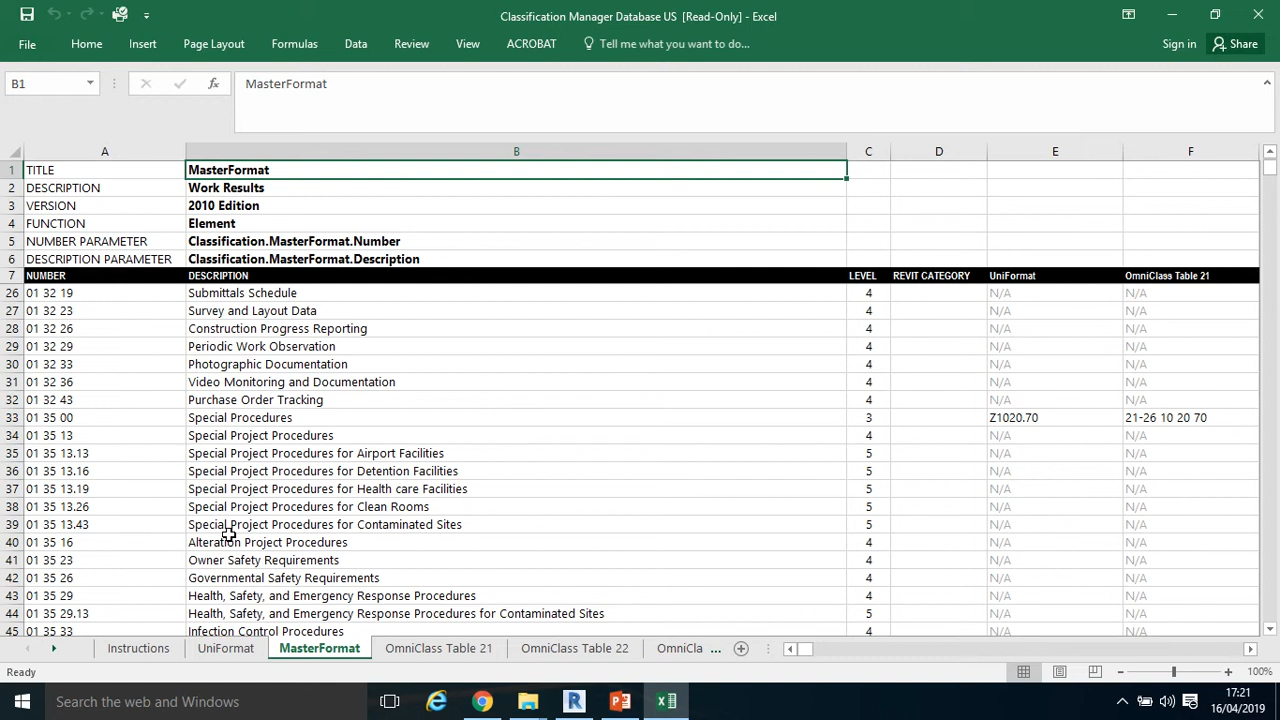 Classification Manager Database US [Read-Only] - Excel
File Home Insert Page Layout Formulas Data Review View ACROBAT Tell me what you want to do... Sign in Share
B1 fx MasterFormat
A B C D E F
1 TITLE MasterFormat
2 DESCRIPTION Work Results
3 VERSION 2010 Edition
4 FUNCTION Element
5 NUMBER PARAMETER Classification.MasterFormat.Number
6 DESCRIPTION PARAMETER Classification.MasterFormat.Description
7 NUMBER DESCRIPTION LEVEL REVIT CATEGORY UniFormat OmniClass Table 21
26 01 32 19 Submittals Schedule 4 N/A N/A
27 01 32 23 Survey and Layout Data 4 N/A N/A
28 01 32 26 Construction Progress Reporting 4 N/A N/A
29 01 32 29 Periodic Work Observation 4 N/A N/A
30 01 32 33 Photographic Documentation 4 N/A N/A
31 01 32 36 Video Monitoring and Documentation 4 N/A N/A
32 01 32 43 Purchase Order Tracking 4 N/A N/A
33 01 35 00 Special Procedures 3 Z1020.70 21-26 10 20 70
34 01 35 13 Special Project Procedures 4 N/A N/A
35 01 35 13.13 Special Project Procedures for Airport Facilities 5 N/A N/A
36 01 35 13.16 Special Project Procedures for Detention Facilities 5 N/A N/A
37 01 35 13.19 Special Project Procedures for Health care Facilities 5 N/A N/A
38 01 35 13.26 Special Project Procedures for Clean Rooms 5 N/A N/A
39 01 35 13.43 Special Project Procedures for Contaminated Sites 5 N/A N/A
40 01 35 16 Alteration Project Procedures 4 N/A N/A
41 01 35 23 Owner Safety Requirements 4 N/A N/A
42 01 35 26 Governmental Safety Requirements 4 N/A N/A
43 01 35 29 Health, Safety, and Emergency Response Procedures 4 N/A N/A
44 01 35 29.13 Health, Safety, and Emergency Response Procedures for Contaminated Sites 5 N/A N/A
45 01 35 33 Infection Control Procedures 4 N/A N/A
Instructions UniFormat MasterFormat OmniClass Table 21 OmniClass Table 22 OmniCla ...
Ready 100%
Search the web and Windows 17:21
16/04/2019